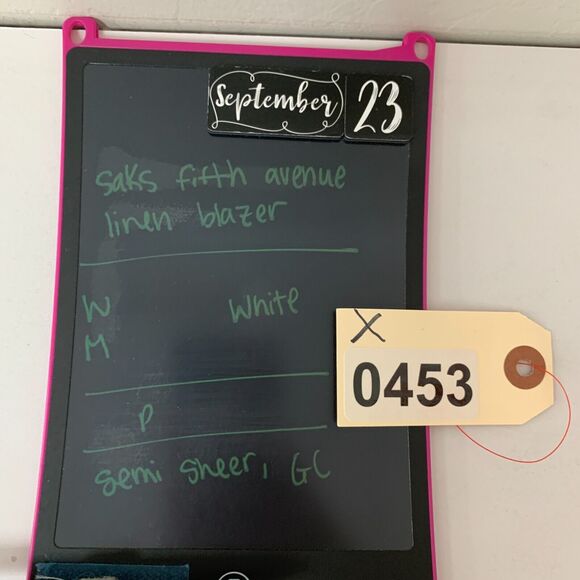 September 23
saks fifth avenue
linen blazer
W White
M
X
0453
P
semi sheer, GC